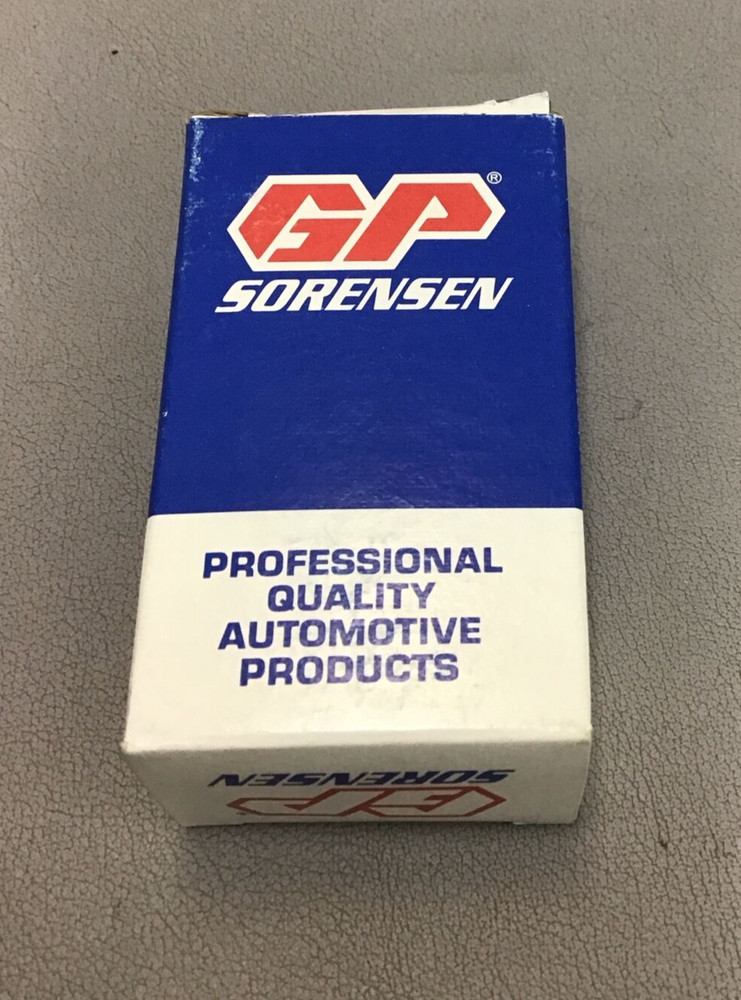 GP®
SORENSEN
PROFESSIONAL
QUALITY
AUTOMOTIVE
PRODUCTS
SORENSEN
GP